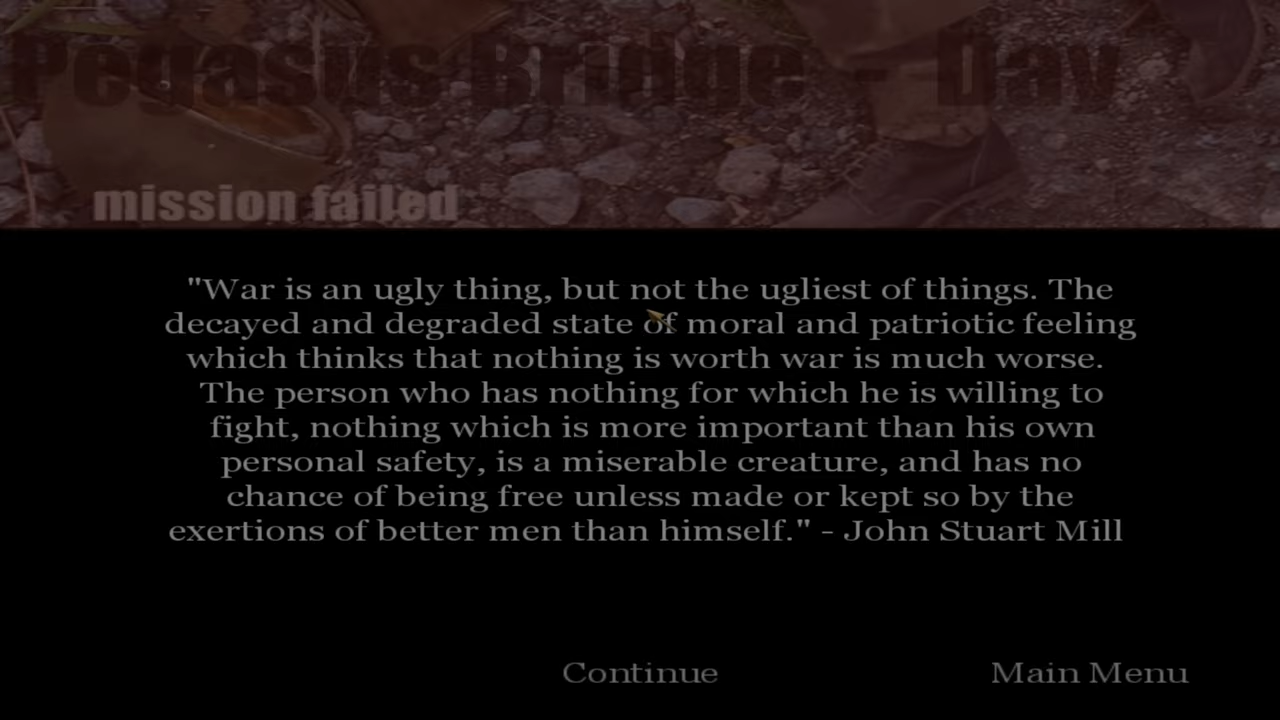 Pegasus Bridge - Day
mission failed
"War is an ugly thing, but not the ugliest of things. The
decayed and degraded state of moral and patriotic feeling
which thinks that nothing is worth war is much worse.
The person who has nothing for which he is willing to
fight, nothing which is more important than his own
personal safety, is a miserable creature, and has no
chance of being free unless made or kept so by the
exertions of better men than himself." - John Stuart Mill
Continue
Main Menu